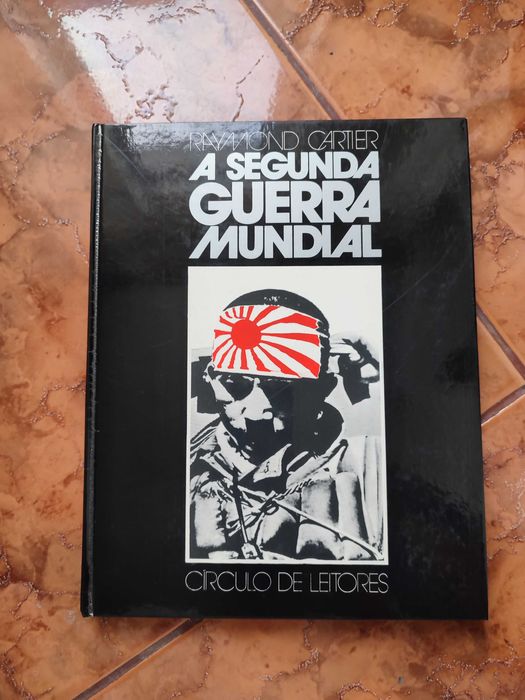 RAYMOND CARTIER
A SEGUNDA
GUERRA
MUNDIAL
CÍRCULO DE LEITORES